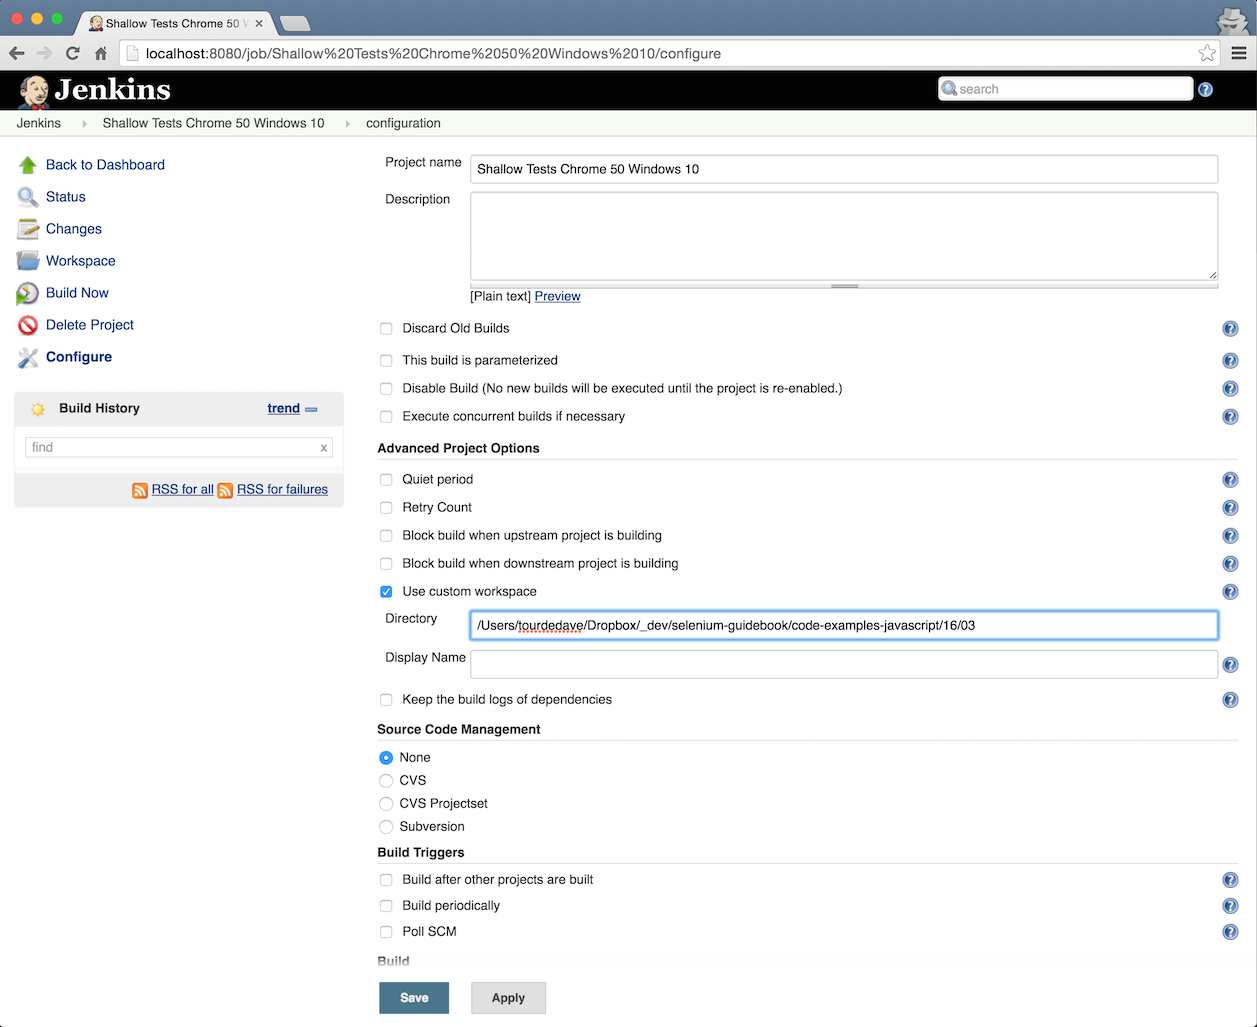 Shallow Tests Chrome 50 W
localhost:8080/job/Shallow%20Tests%20Chrome%2050%20Windows%2010/configure
Jenkins
search
Jenkins Shallow Tests Chrome 50 Windows 10 configuration
Back to Dashboard
Status
Changes
Workspace
Build Now
Delete Project
Configure
Build History trend
find x
RSS for all RSS for failures
Project name Shallow Tests Chrome 50 Windows 10
Description
[Plain text] Preview
Discard Old Builds
This build is parameterized
Disable Build (No new builds will be executed until the project is re-enabled.)
Execute concurrent builds if necessary
Advanced Project Options
Quiet period
Retry Count
Block build when upstream project is building
Block build when downstream project is building
Use custom workspace
Directory /Users/tourdedave/Dropbox/_dev/selenium-guidebook/code-examples-javascript/16/03
Display Name
Keep the build logs of dependencies
Source Code Management
None
CVS
CVS Projectset
Subversion
Build Triggers
Build after other projects are built
Build periodically
Poll SCM
Build
Save Apply